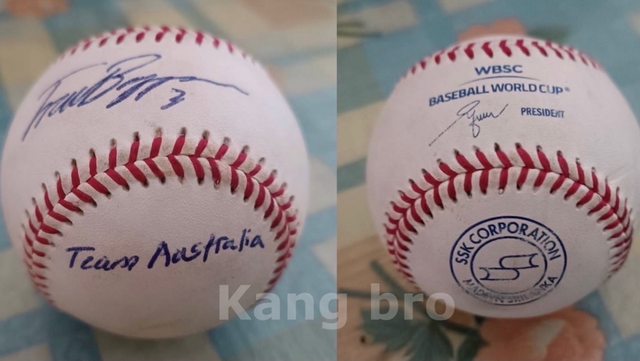 Team Australia
WBSC
BASEBALL WORLD CUP®
PRESIDENT
SSK CORPORATION
MADE IN SRI LANKA
Kang bro